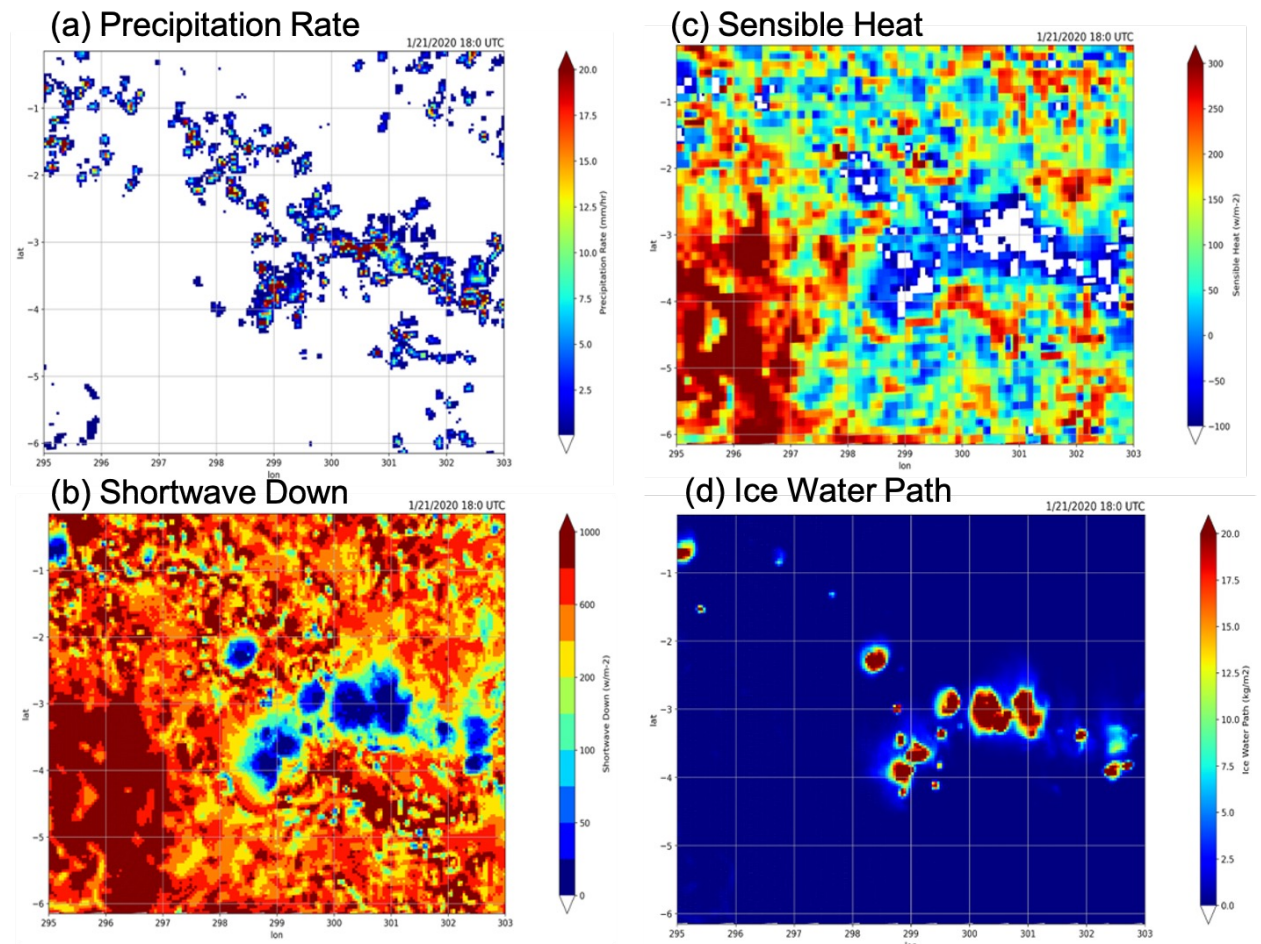 (a) Precipitation Rate
1/21/2020 18:0 UTC
20.0
17.5
15.0
12.5
10.0
7.5
5.0
2.5
Precipitation Rate (mm/hr)
−1
−2
−3
−4
−5
−6
lat
295 296 297 298 299 300 301 302 303
lon
(c) Sensible Heat
1/21/2020 18:0 UTC
300
250
200
150
100
50
0
−50
−100
Sensible Heat (w/m-2)
−1
−2
−3
−4
−5
−6
lat
295 296 297 298 299 300 301 302 303
lon
(b) Shortwave Down
1/21/2020 18:0 UTC
1000
600
200
100
50
0
Shortwave Down (w/m-2)
−1
−2
−3
−4
−5
−6
lat
295 296 297 298 299 300 301 302 303
lon
(d) Ice Water Path
1/21/2020 18:0 UTC
20.0
17.5
15.0
12.5
10.0
7.5
5.0
2.5
0.0
Ice Water Path (kg/m2)
−1
−2
−3
−4
−5
−6
lat
295 296 297 298 299 300 301 302 303